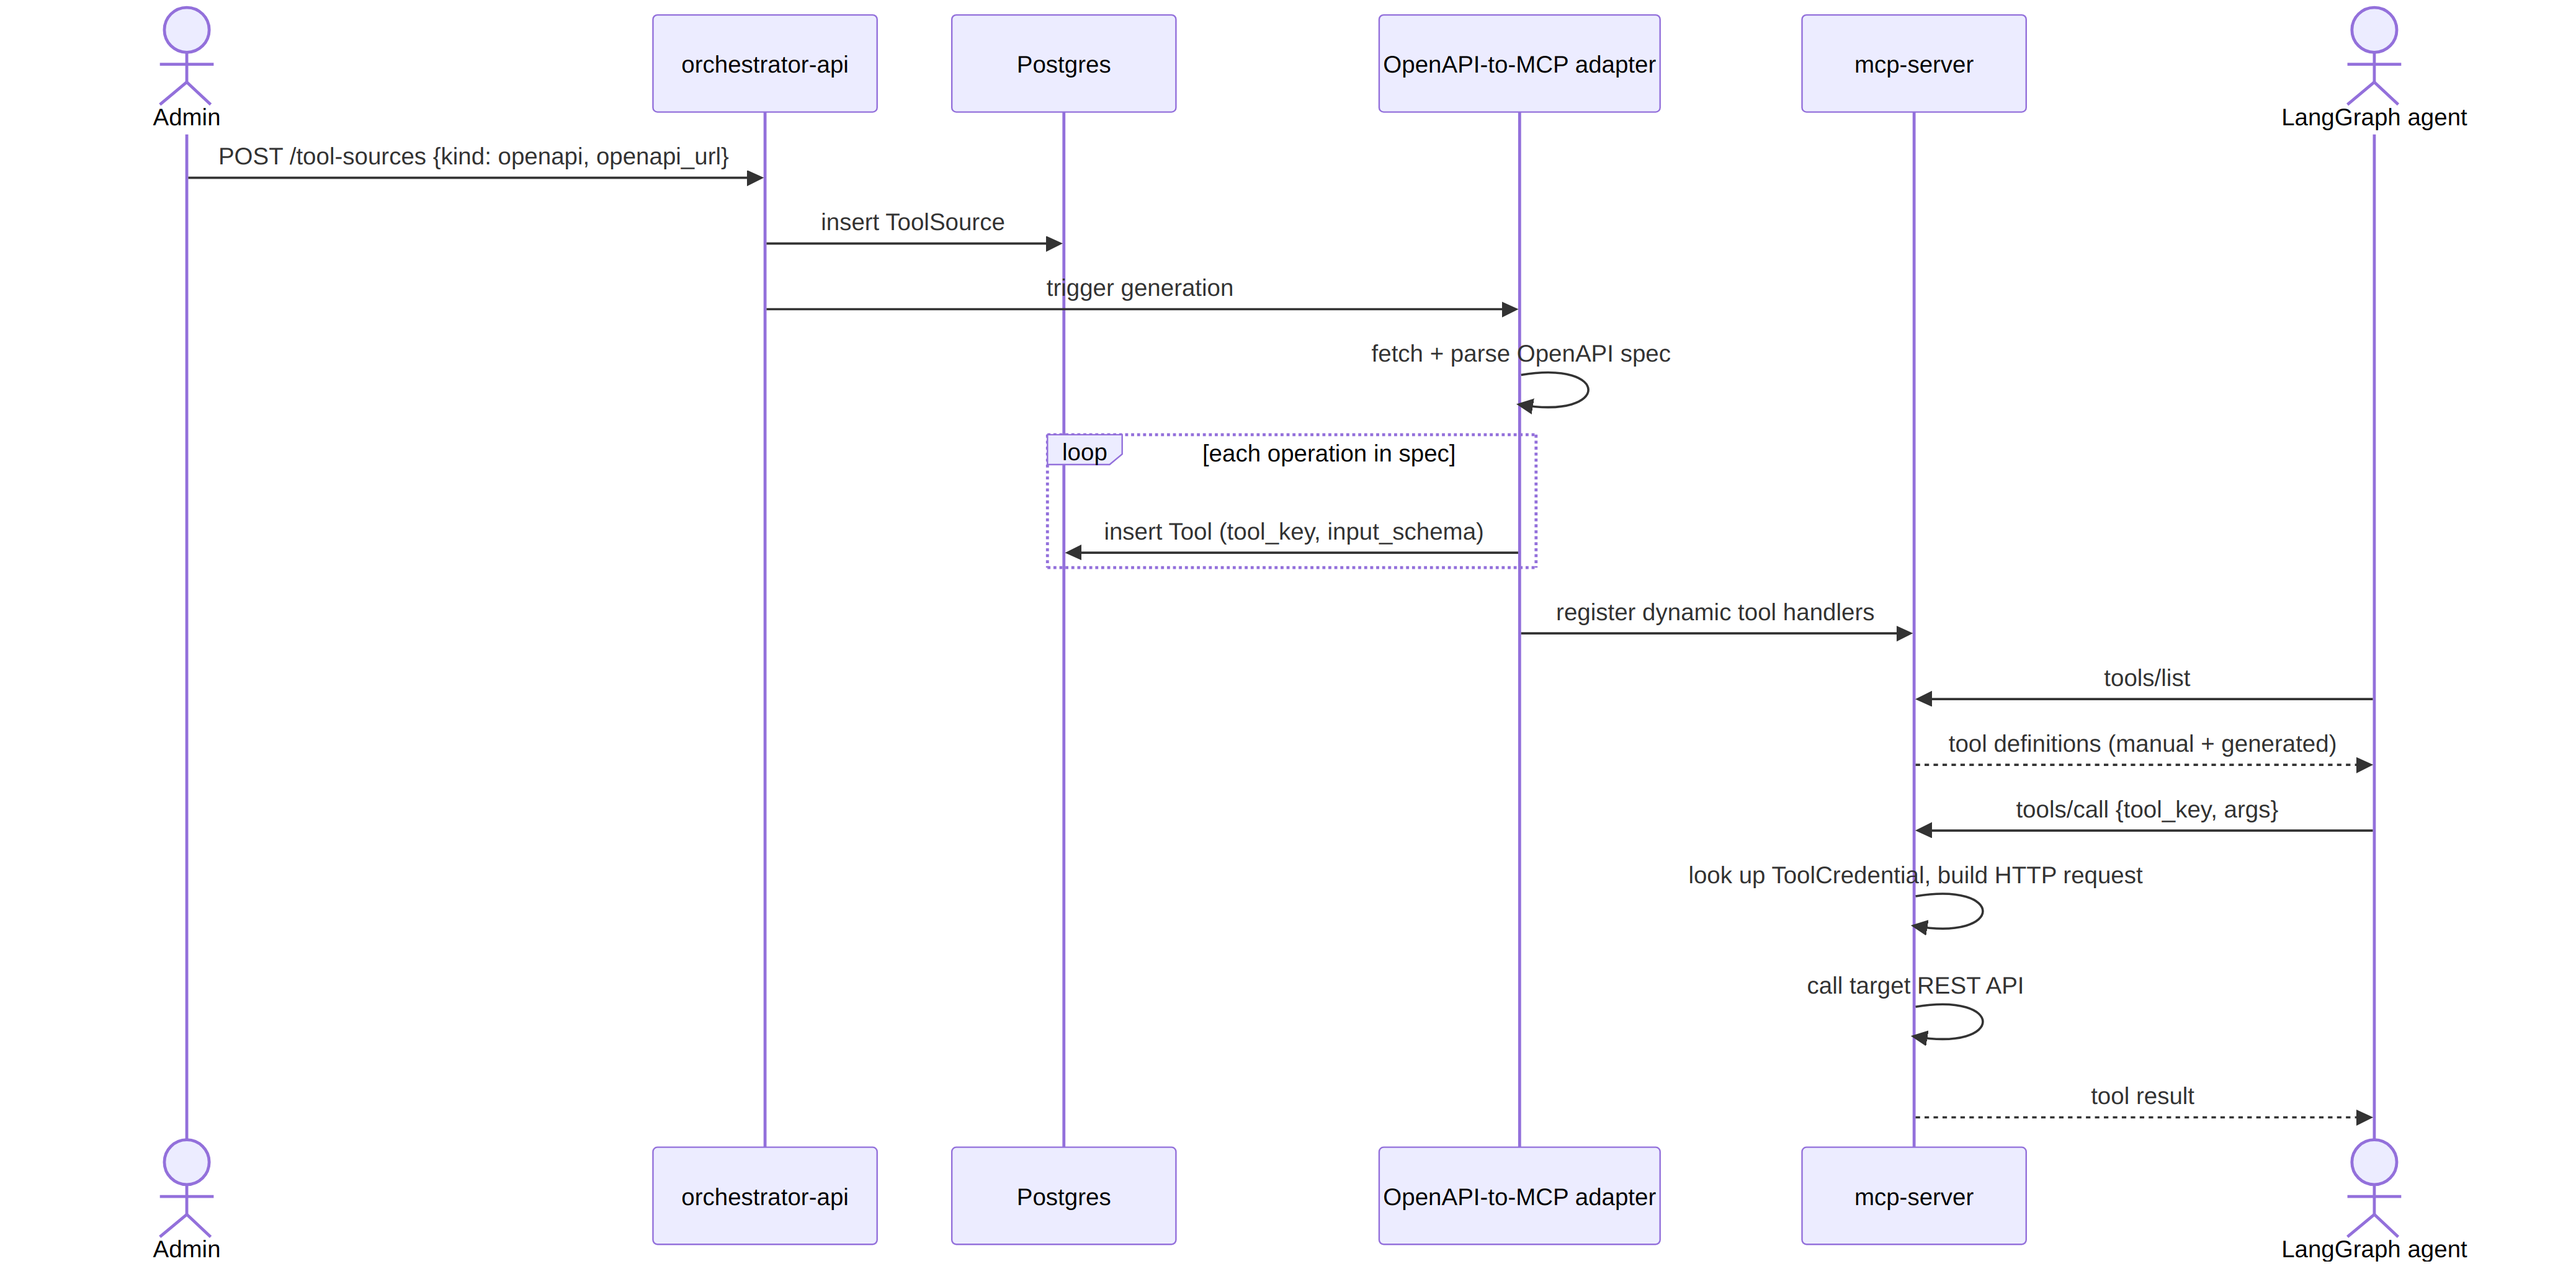 Admin
orchestrator-api
Postgres
OpenAPI-to-MCP adapter
mcp-server
LangGraph agent
POST /tool-sources {kind: openapi, openapi_url}
insert ToolSource
trigger generation
fetch + parse OpenAPI spec
loop
[each operation in spec]
insert Tool (tool_key, input_schema)
register dynamic tool handlers
tools/list
tool definitions (manual + generated)
tools/call {tool_key, args}
look up ToolCredential, build HTTP request
call target REST API
tool result
Admin
orchestrator-api
Postgres
OpenAPI-to-MCP adapter
mcp-server
LangGraph agent